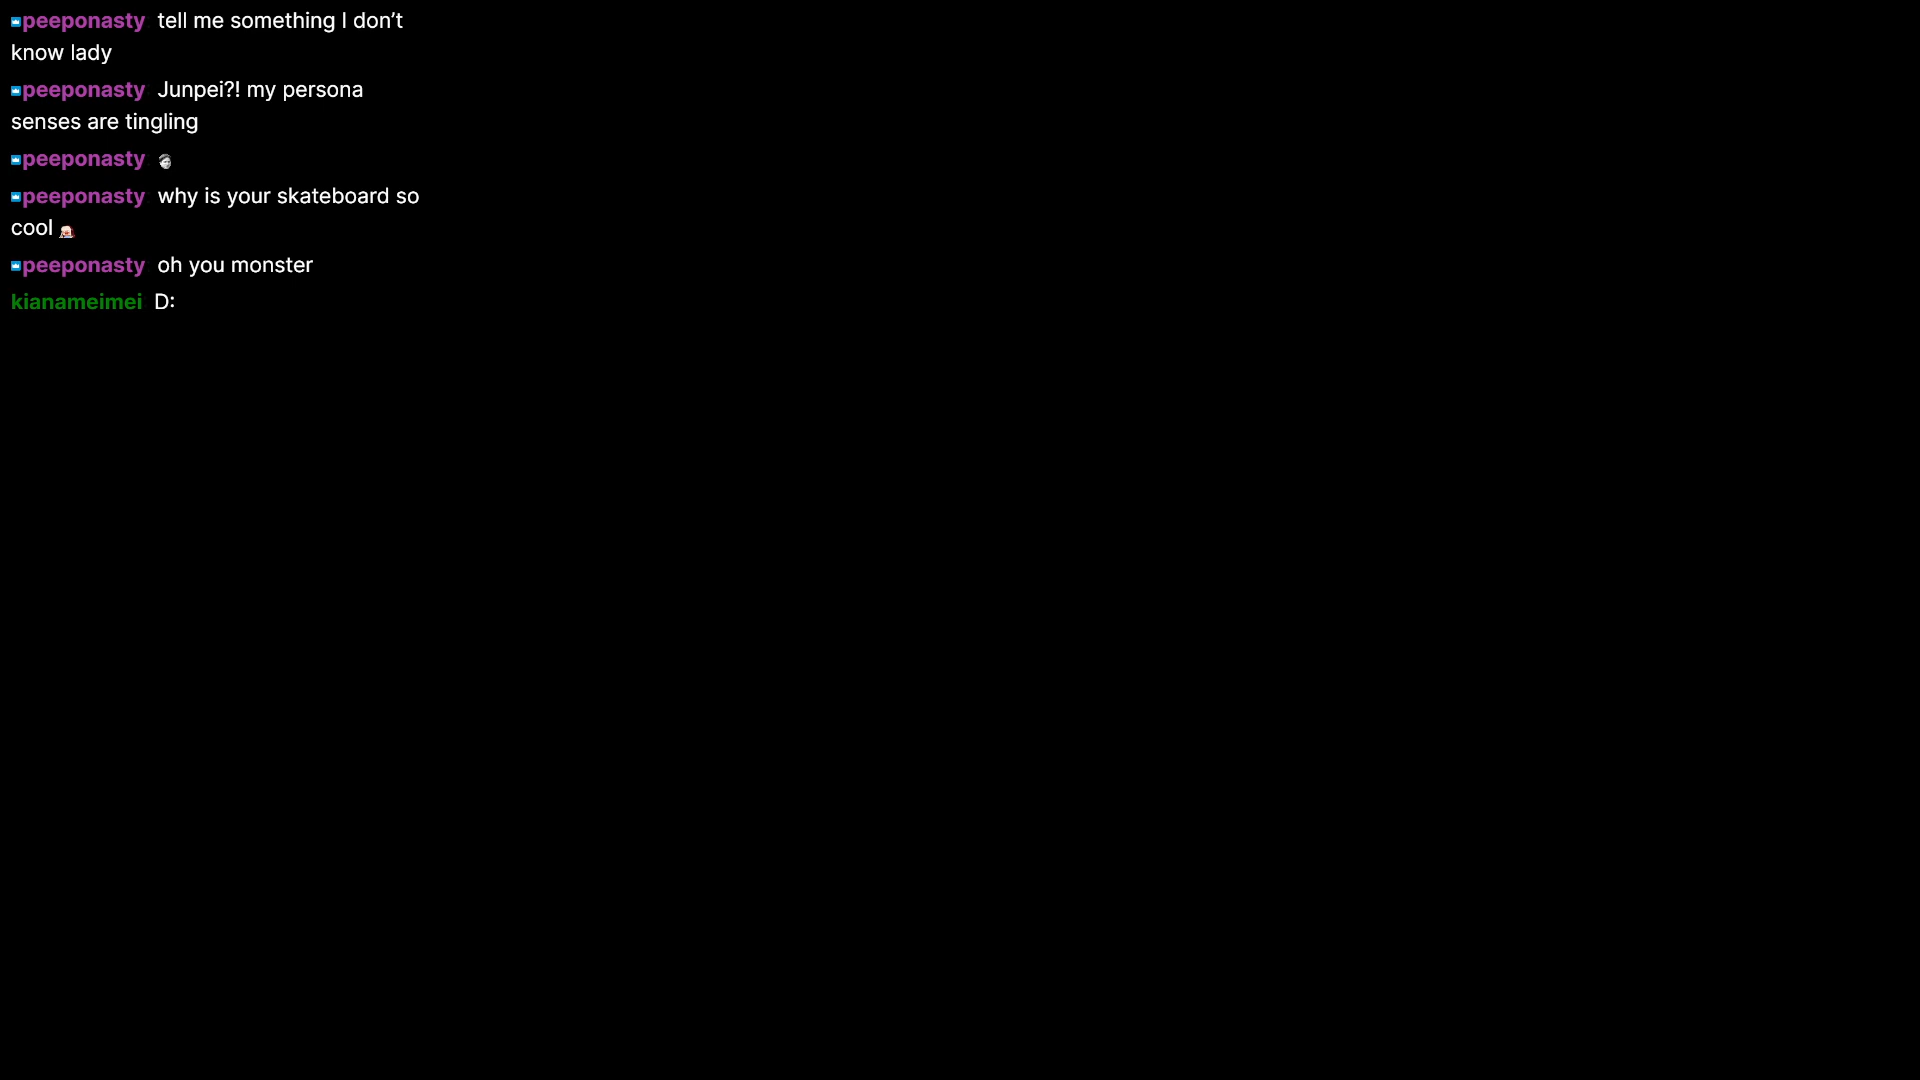 peeponasty tell me something I don’t
know lady
peeponasty Junpei?! my persona
senses are tingling
peeponasty
peeponasty why is your skateboard so
cool
peeponasty oh you monster
kianameimei D: